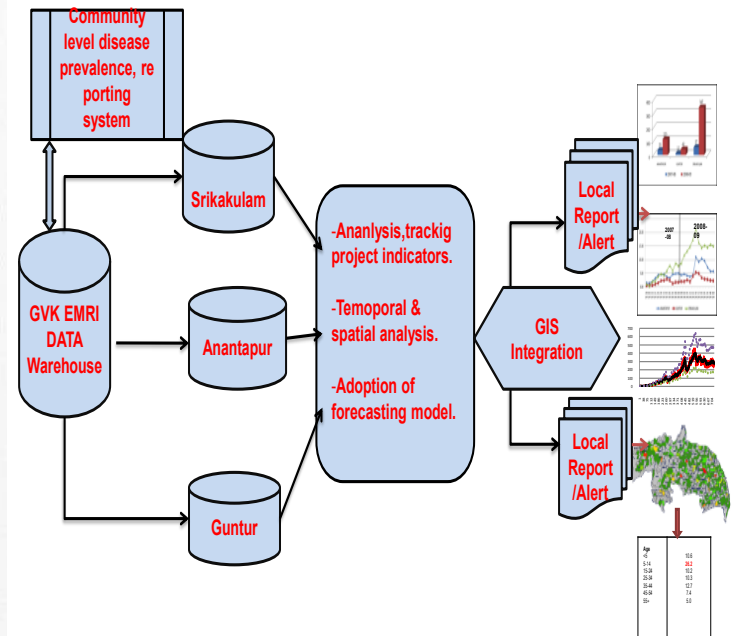 Community
level disease
prevalence, re
porting
system
Srikakulam
GVK EMRI
DATA
Warehouse
Anantapur
Guntur
-Ananlysis,trackig
project indicators.
-Temoporal &
spatial analysis.
-Adoption of
forecasting model.
GIS
Integration
Local
Report
/Alert
2007
-08
2008-
09
Local
Report
/Alert
Age
<5 10.6
5-14 26.2
15-24 10.2
25-34 10.3
35-44 12.7
45-54 7.4
55+ 5.0